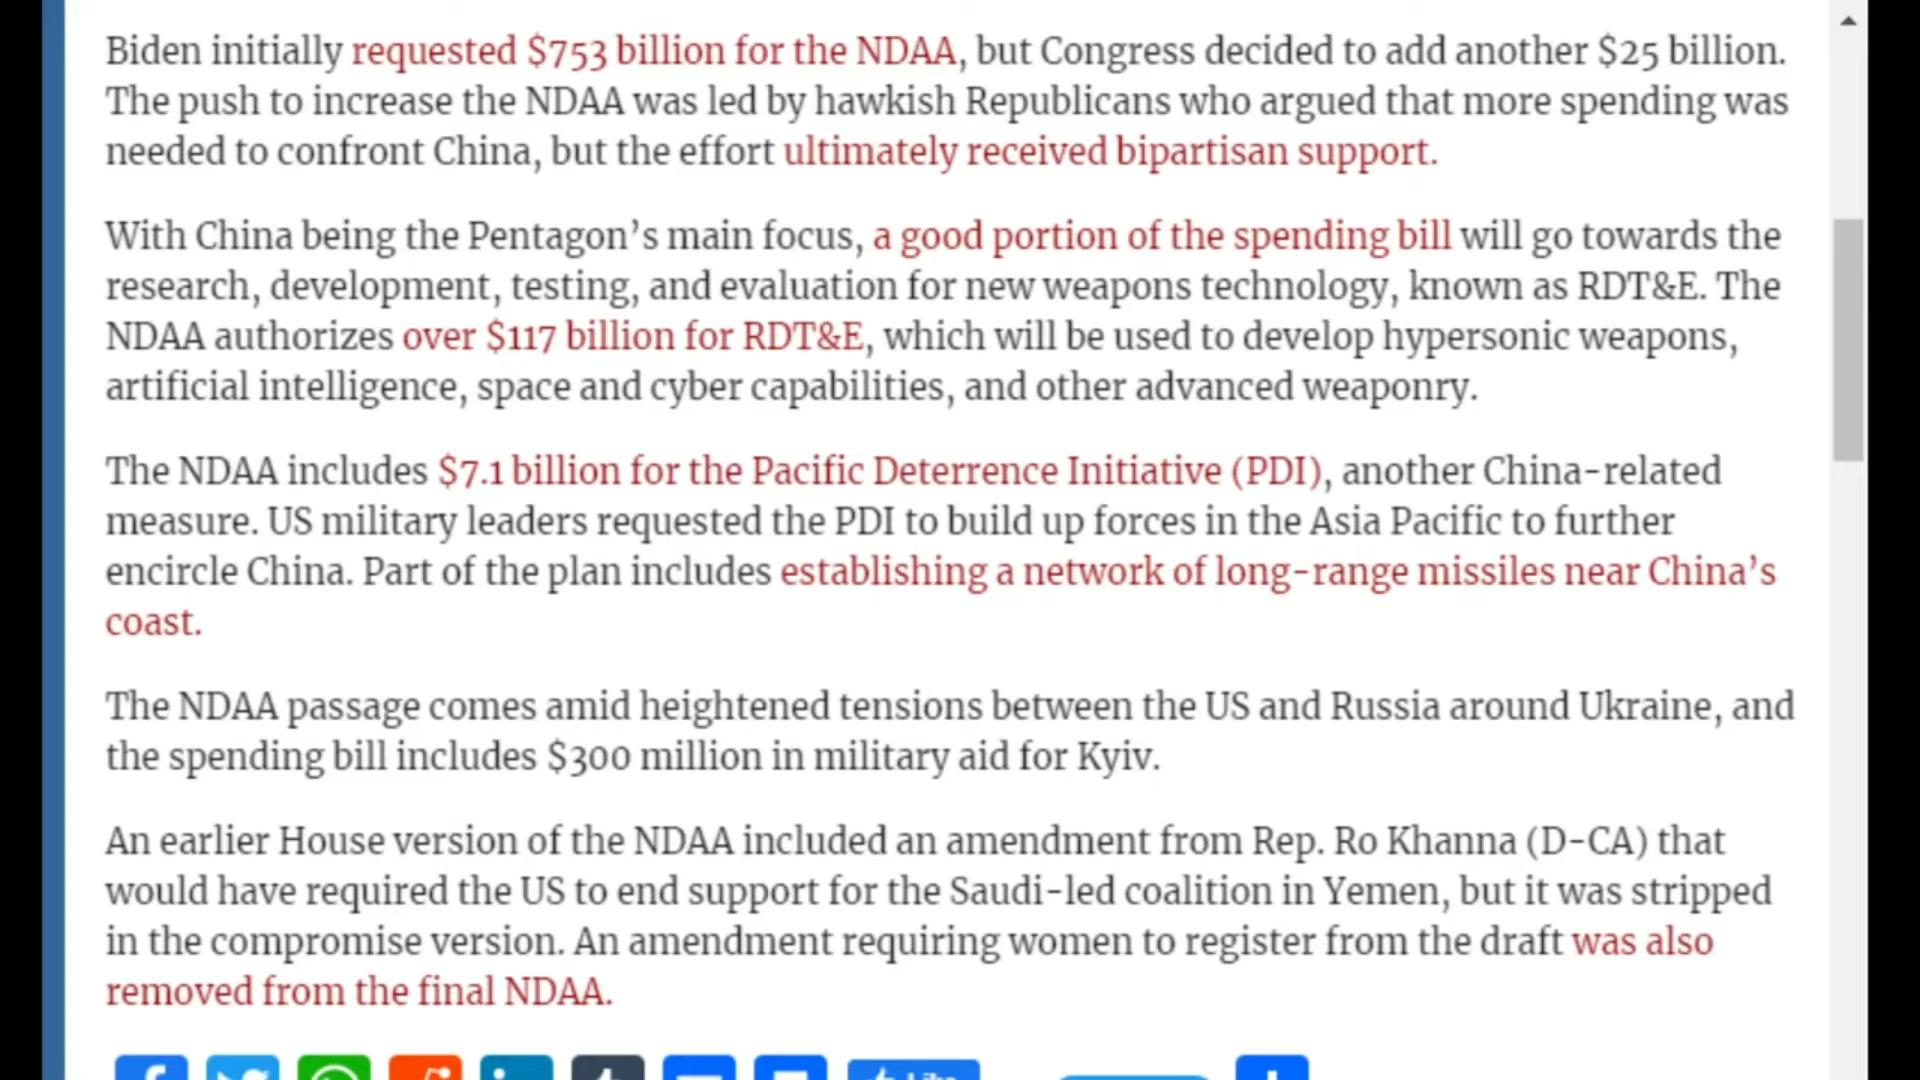 Biden initially requested $753 billion for the NDAA, but Congress decided to add another $25 billion.
The push to increase the NDAA was led by hawkish Republicans who argued that more spending was
needed to confront China, but the effort ultimately received bipartisan support.
With China being the Pentagon’s main focus, a good portion of the spending bill will go towards the
research, development, testing, and evaluation for new weapons technology, known as RDT&E. The
NDAA authorizes over $117 billion for RDT&E, which will be used to develop hypersonic weapons,
artificial intelligence, space and cyber capabilities, and other advanced weaponry.
The NDAA includes $7.1 billion for the Pacific Deterrence Initiative (PDI), another China-related
measure. US military leaders requested the PDI to build up forces in the Asia Pacific to further
encircle China. Part of the plan includes establishing a network of long-range missiles near China’s
coast.
The NDAA passage comes amid heightened tensions between the US and Russia around Ukraine, and
the spending bill includes $300 million in military aid for Kyiv.
An earlier House version of the NDAA included an amendment from Rep. Ro Khanna (D-CA) that
would have required the US to end support for the Saudi-led coalition in Yemen, but it was stripped
in the compromise version. An amendment requiring women to register from the draft was also
removed from the final NDAA.